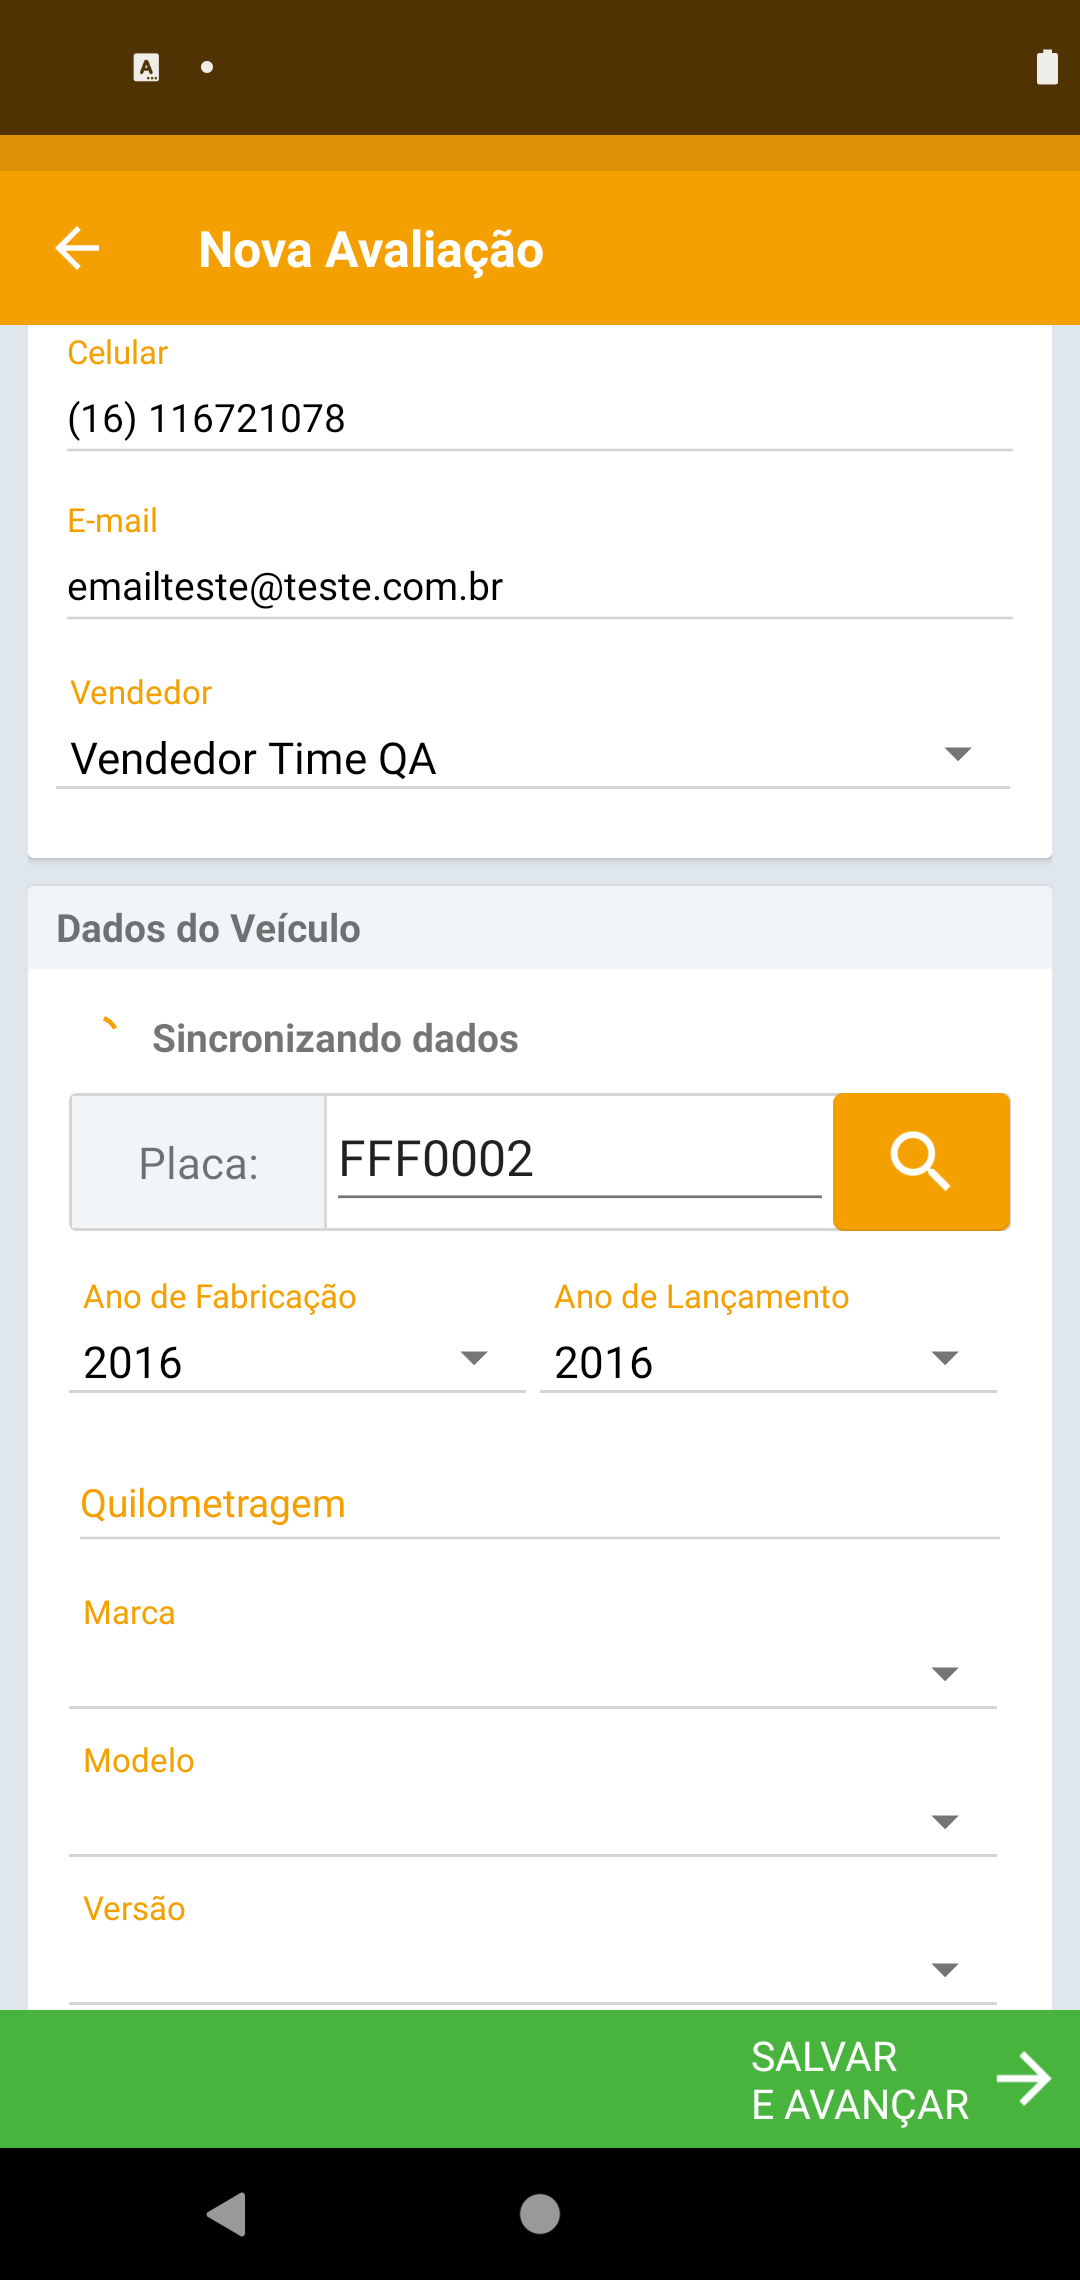 Nova Avaliação
Celular
(16) 116721078
E-mail
emailteste@teste.com.br
Vendedor
Vendedor Time QA
Dados do Veículo
Sincronizando dados
Placa:
FFF0002
Ano de Fabricação
Ano de Lançamento
2016
2016
Quilometragem
Marca
Modelo
Versão
SALVAR
E AVANÇAR